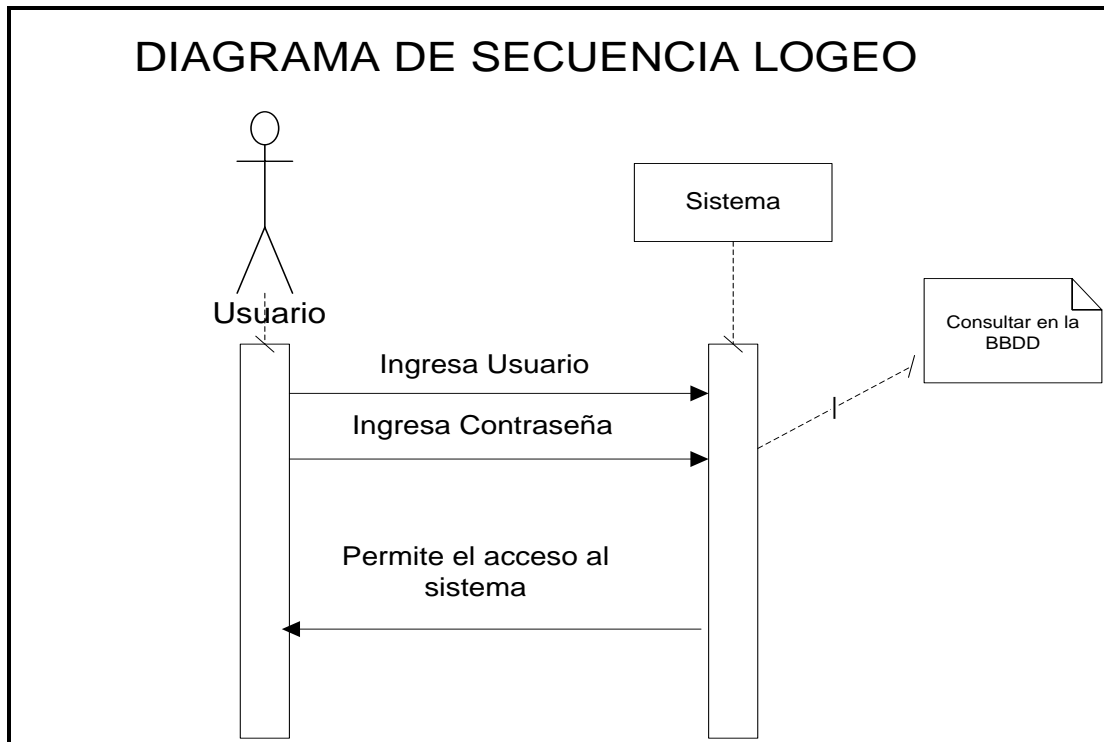 DIAGRAMA DE SECUENCIA LOGEO
Sistema
Usuario
Consultar en la
BBDD
Ingresa Usuario
Ingresa Contraseña
Permite el acceso al
sistema